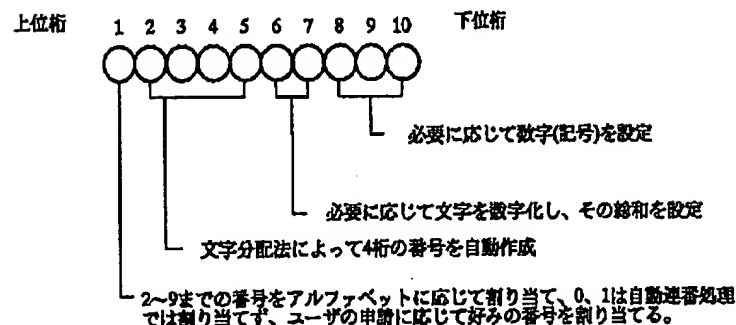 上位桁 1 2 3 4 5 6 7 8 9 10 下位桁
必要に応じて数字(記号)を設定
必要に応じて文字を数字化し、その総和を設定
文字分配法によって4桁の番号を自動作成
2〜9までの番号をアルファベットに応じて割り当て、0、1は自動連番処理
では割り当てず、ユーザの申請に応じて好みの番号を割り当てる。